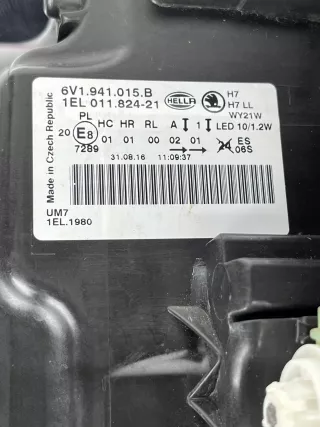 6V1.941.015.B
1EL 011.824-21
HELLA
H7
H7 LL
WY21W
LED 10/1.2W
PL HC HR RL A 1
20 E8 01 01 00 02 01 ES
7289 06S
31.08.16 11:09:37
Made in Czech Republic
UM7
1EL.1980